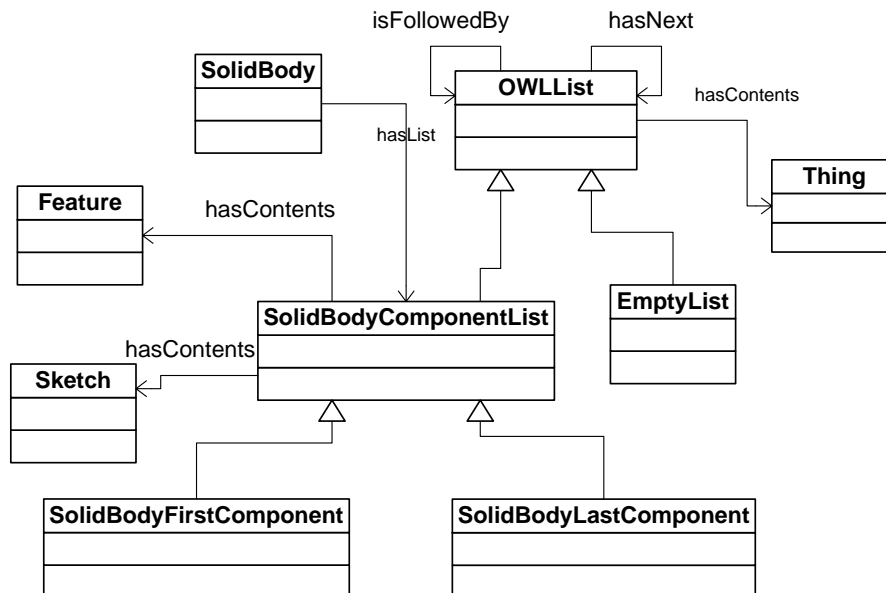 isFollowedBy
hasNext
SolidBody
OWLList
hasContents
hasList
Thing
Feature
hasContents
EmptyList
SolidBodyComponentList
hasContents
Sketch
SolidBodyFirstComponent
SolidBodyLastComponent